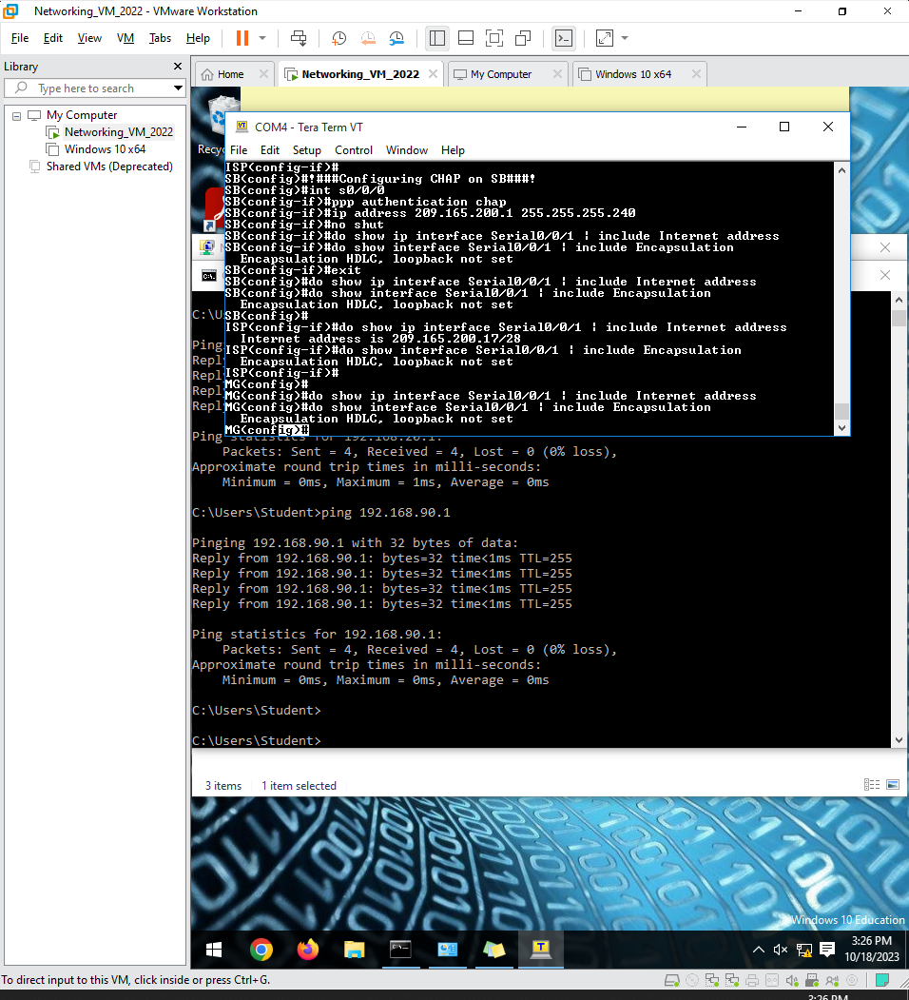 Networking_VM_2022 - VMware Workstation
File Edit View VM Tabs Help
Library
Type here to search
My Computer
Networking_VM_2022
Windows 10 x64
Shared VMs (Deprecated)
Home
Networking_VM_2022
My Computer
Windows 10 x64
Recyc
COM4 - Tera Term VT
File Edit Setup Control Window Help
ISP(config-if)#
SB(config)#!###Configuring CHAP on SB###!
SB(config)#int s0/0/0
SB(config-if)#ppp authentication chap
SB(config-if)#ip address 209.165.200.1 255.255.255.240
SB(config-if)#no shut
SB(config-if)#do show ip interface Serial0/0/1 | include Internet address
SB(config-if)#do show interface Serial0/0/1 | include Encapsulation
Encapsulation HDLC, loopback not set
SB(config-if)#exit
SB(config)#do show ip interface Serial0/0/1 | include Internet address
SB(config)#do show interface Serial0/0/1 | include Encapsulation
Encapsulation HDLC, loopback not set
SB(config)#
ISP(config-if)#do show ip interface Serial0/0/1 | include Internet address
Internet address is 209.165.200.17/28
ISP(config-if)#do show interface Serial0/0/1 | include Encapsulation
Encapsulation HDLC, loopback not set
ISP(config-if)#
MG(config)#
MG(config)#do show ip interface Serial0/0/1 | include Internet address
MG(config)#do show interface Serial0/0/1 | include Encapsulation
Encapsulation HDLC, loopback not set
MG(config)#
C:\U
Ping
Repl
Repl
Repl
Repl
Ping statistics for 192.168.20.1:
Packets: Sent = 4, Received = 4, Lost = 0 (0% loss),
Approximate round trip times in milli-seconds:
Minimum = 0ms, Maximum = 1ms, Average = 0ms
C:\Users\Student>ping 192.168.90.1
Pinging 192.168.90.1 with 32 bytes of data:
Reply from 192.168.90.1: bytes=32 time<1ms TTL=255
Reply from 192.168.90.1: bytes=32 time<1ms TTL=255
Reply from 192.168.90.1: bytes=32 time<1ms TTL=255
Reply from 192.168.90.1: bytes=32 time<1ms TTL=255
Ping statistics for 192.168.90.1:
Packets: Sent = 4, Received = 4, Lost = 0 (0% loss),
Approximate round trip times in milli-seconds:
Minimum = 0ms, Maximum = 0ms, Average = 0ms
C:\Users\Student>
C:\Users\Student>
3 items 1 item selected
Windows 10 Education
3:26 PM
10/18/2023
To direct input to this VM, click inside or press Ctrl+G.
3:26 PM